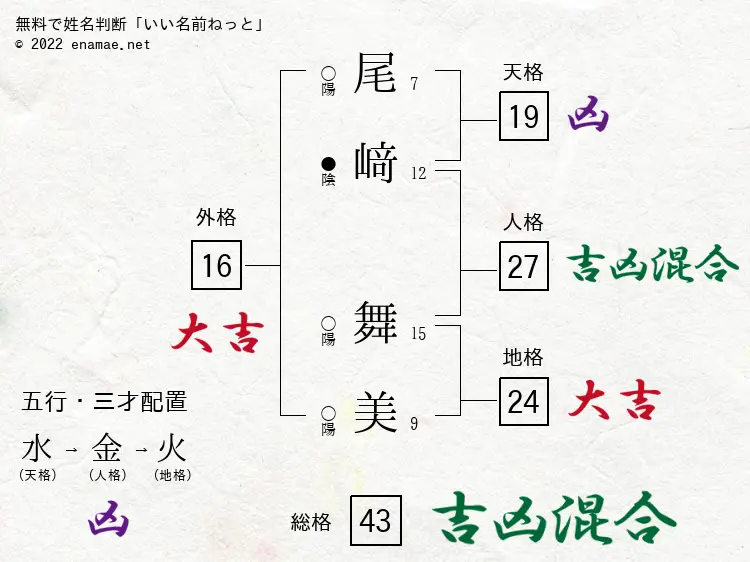 無料で姓名判断「いい名前ねっと」
© 2022 enamae.net
○陽 尾 7
●陰 﨑 12
○陽 舞 15
○陽 美 9
天格
19 凶
人格
27 吉凶混合
地格
24 大吉
外格
16
大吉
五行・三才配置
水→金→火
(天格) (人格) (地格)
凶
総格 43 吉凶混合